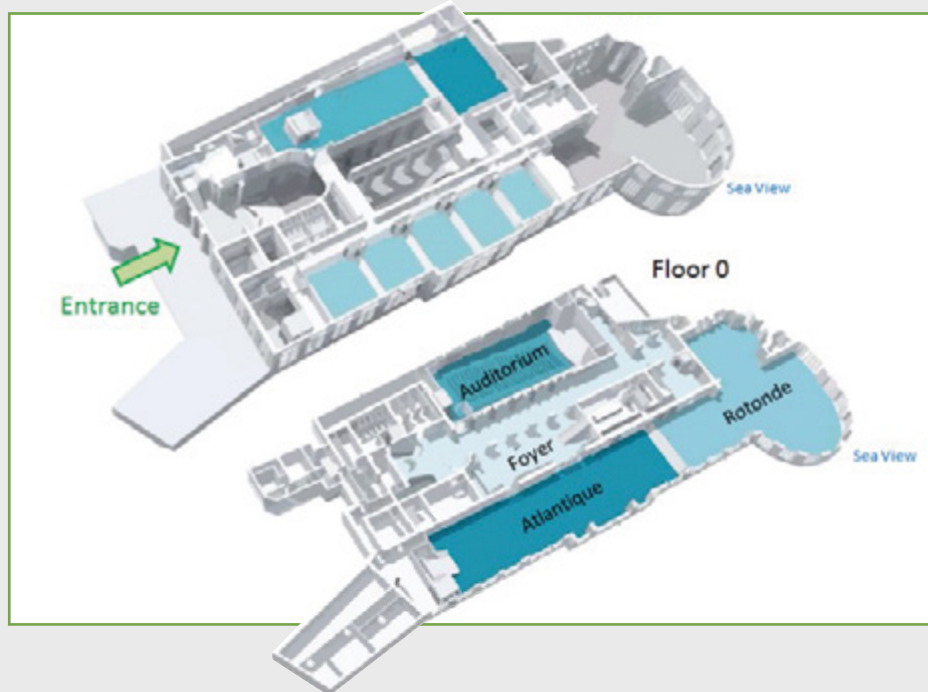 Sea View
Entrance
Floor 0
Auditorium
Rotonde
Foyer
Sea View
Atlantique